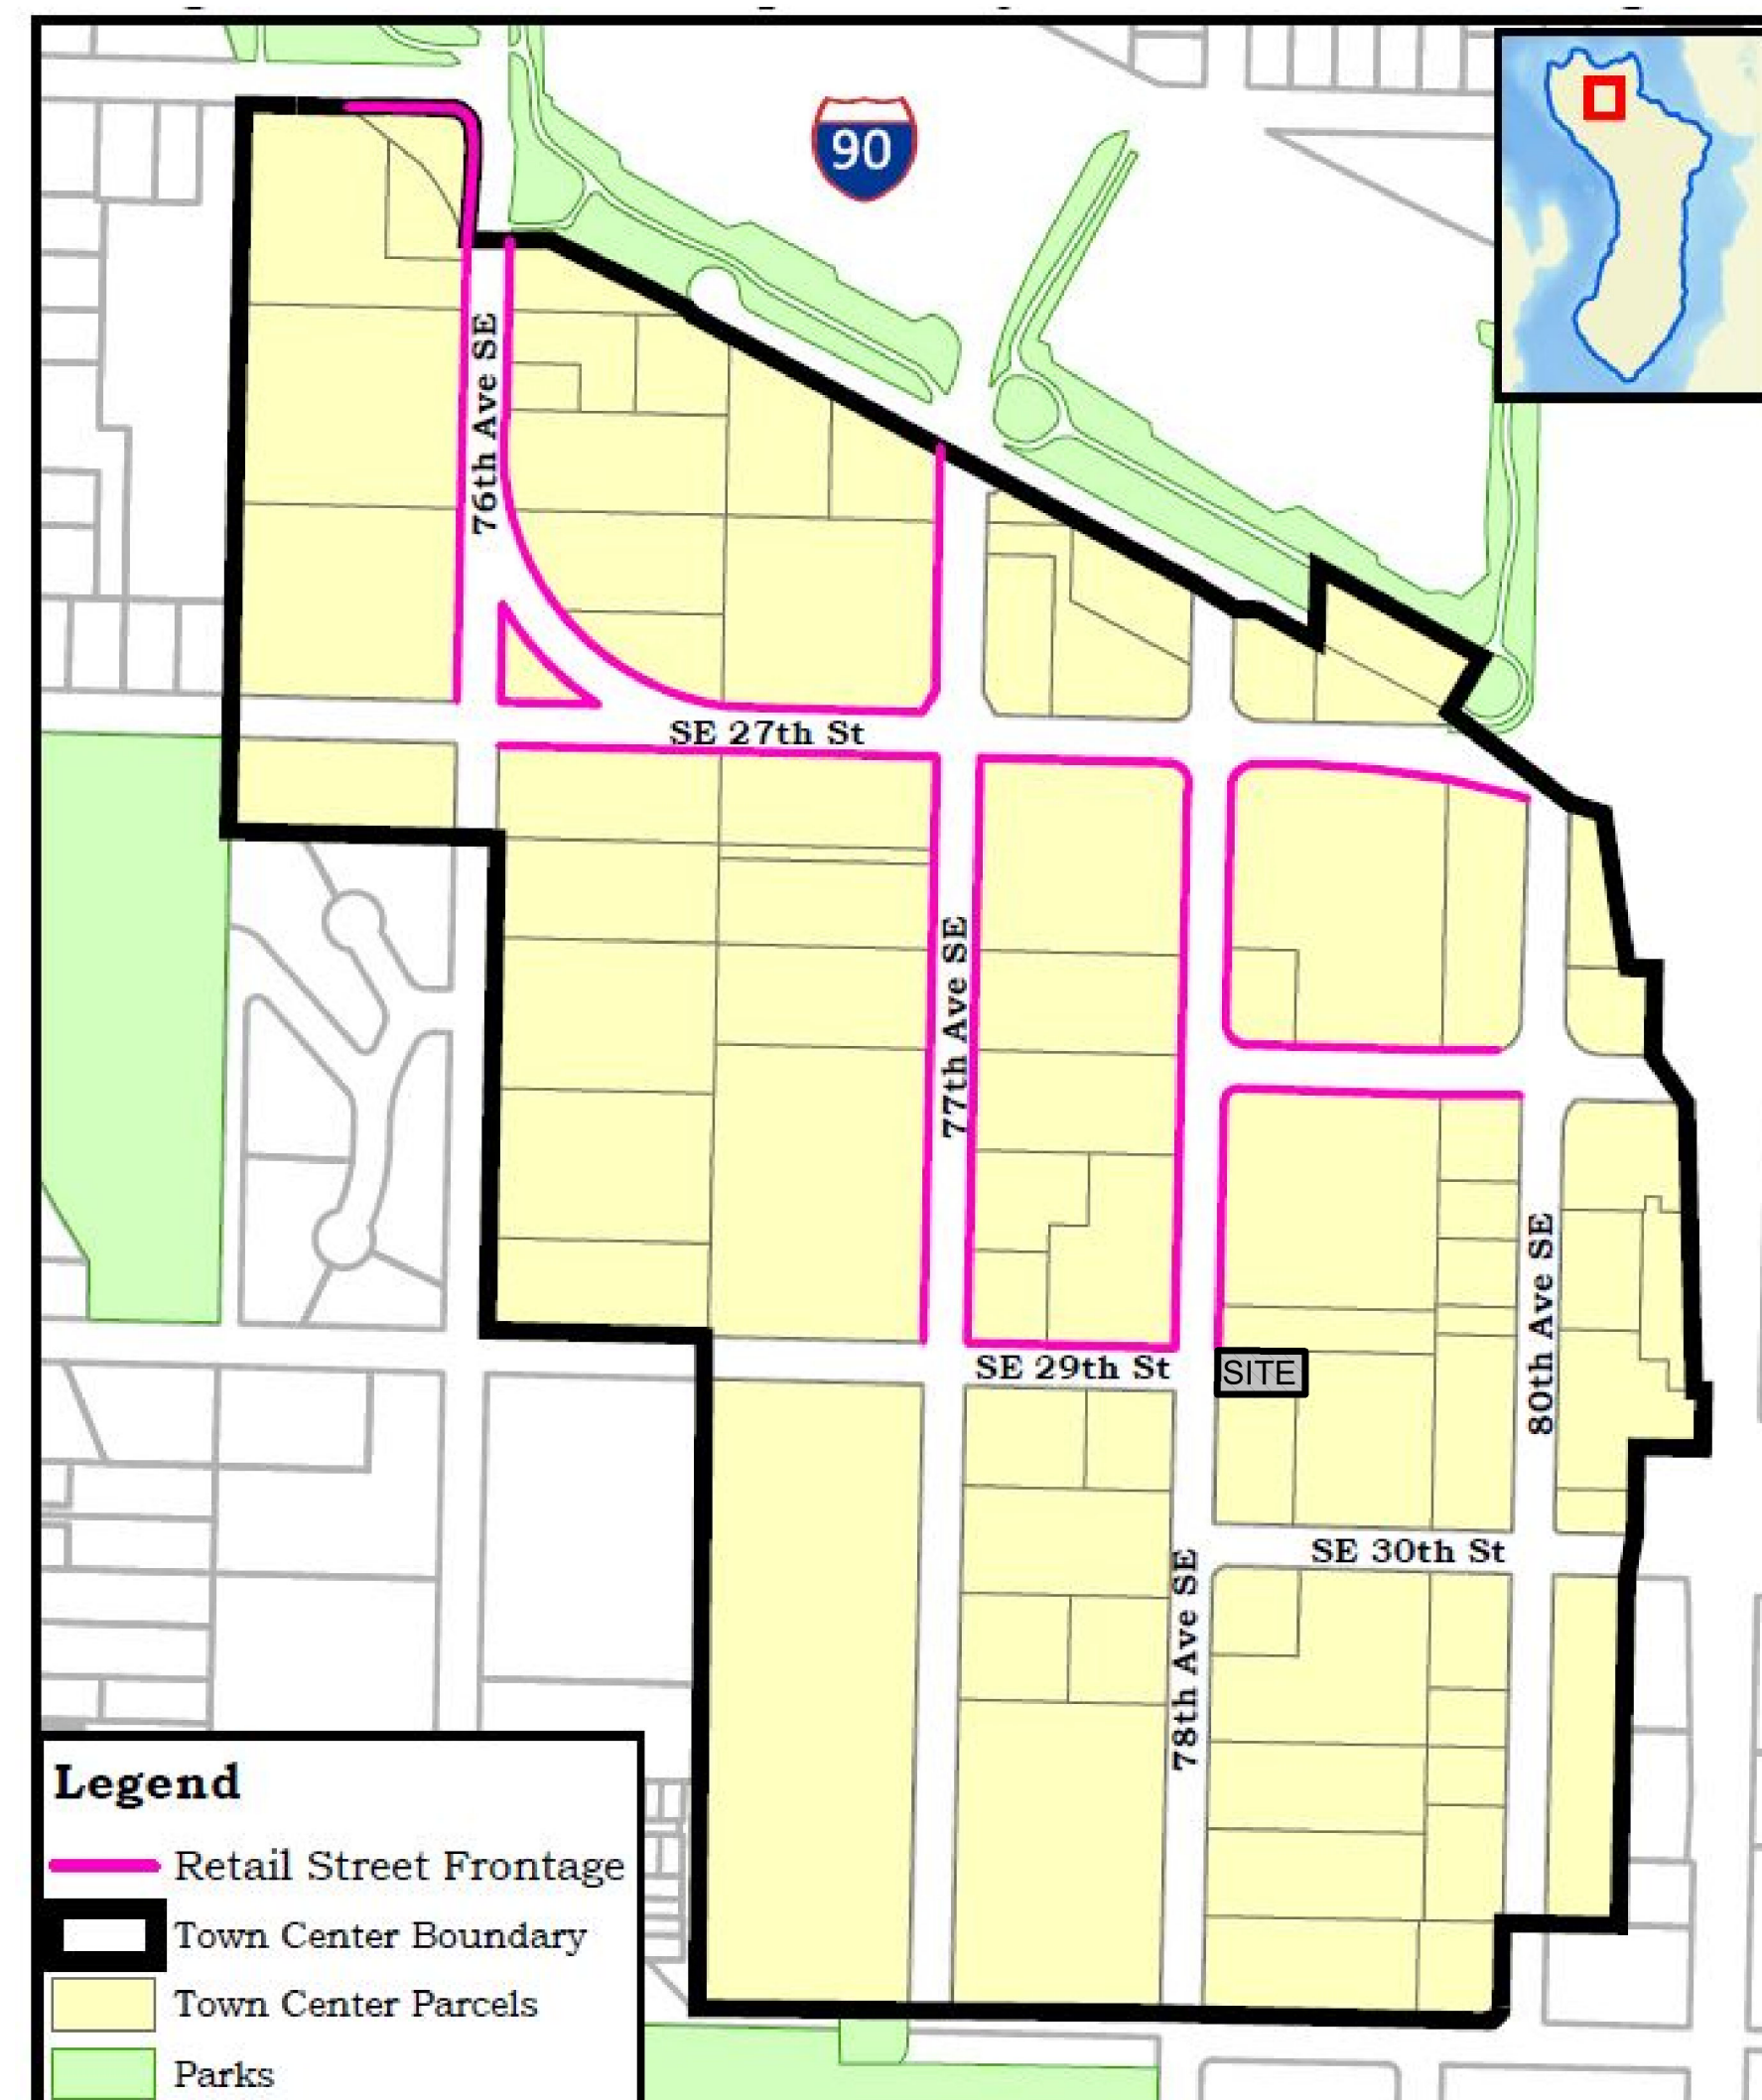 90
76th Ave SE
SE 27th St
77th Ave SE
80th Ave SE
SE 29th St
SITE
SE 30th St
78th Ave SE
Legend
Retail Street Frontage
Town Center Boundary
Town Center Parcels
Parks